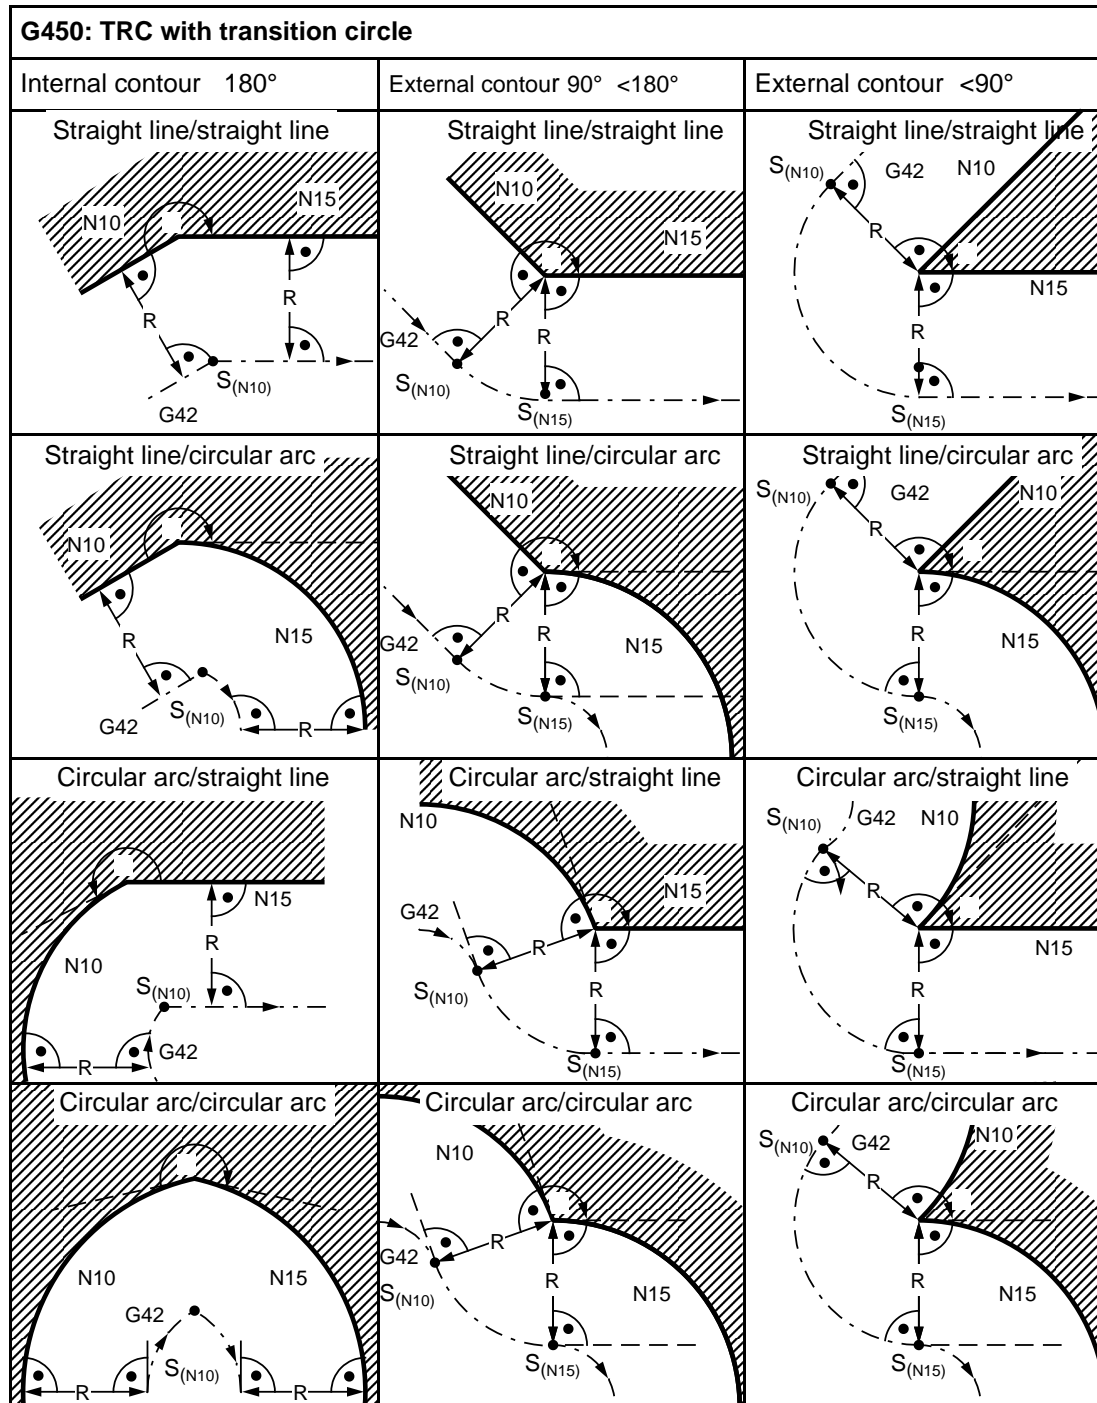 G450: TRC with transition circle
Internal contour 180°
External contour 90° <180°
External contour <90°
Straight line/straight line
N10
N15
R
R
S(N10)
G42
Straight line/straight line
N10
N15
G42
R
R
S(N10)
S(N15)
Straight line/straight line
S(N10)
G42
N10
R
N15
R
S(N15)
Straight line/circular arc
N10
N15
R
S(N10)
G42
R
Straight line/circular arc
N10
G42
R
R
N15
S(N10)
S(N15)
Straight line/circular arc
S(N10)
G42
N10
R
R
N15
S(N15)
Circular arc/straight line
N15
R
N10
S(N10)
G42
R
Circular arc/straight line
N10
N15
G42
R
S(N10)
R
S(N15)
Circular arc/straight line
S(N10)
G42
N10
R
N15
R
S(N15)
Circular arc/circular arc
N10
N15
G42
S(N10)
R
R
Circular arc/circular arc
N10
G42
R
S(N10)
R
N15
S(N15)
Circular arc/circular arc
S(N10)
G42
N10
R
R
N15
S(N15)